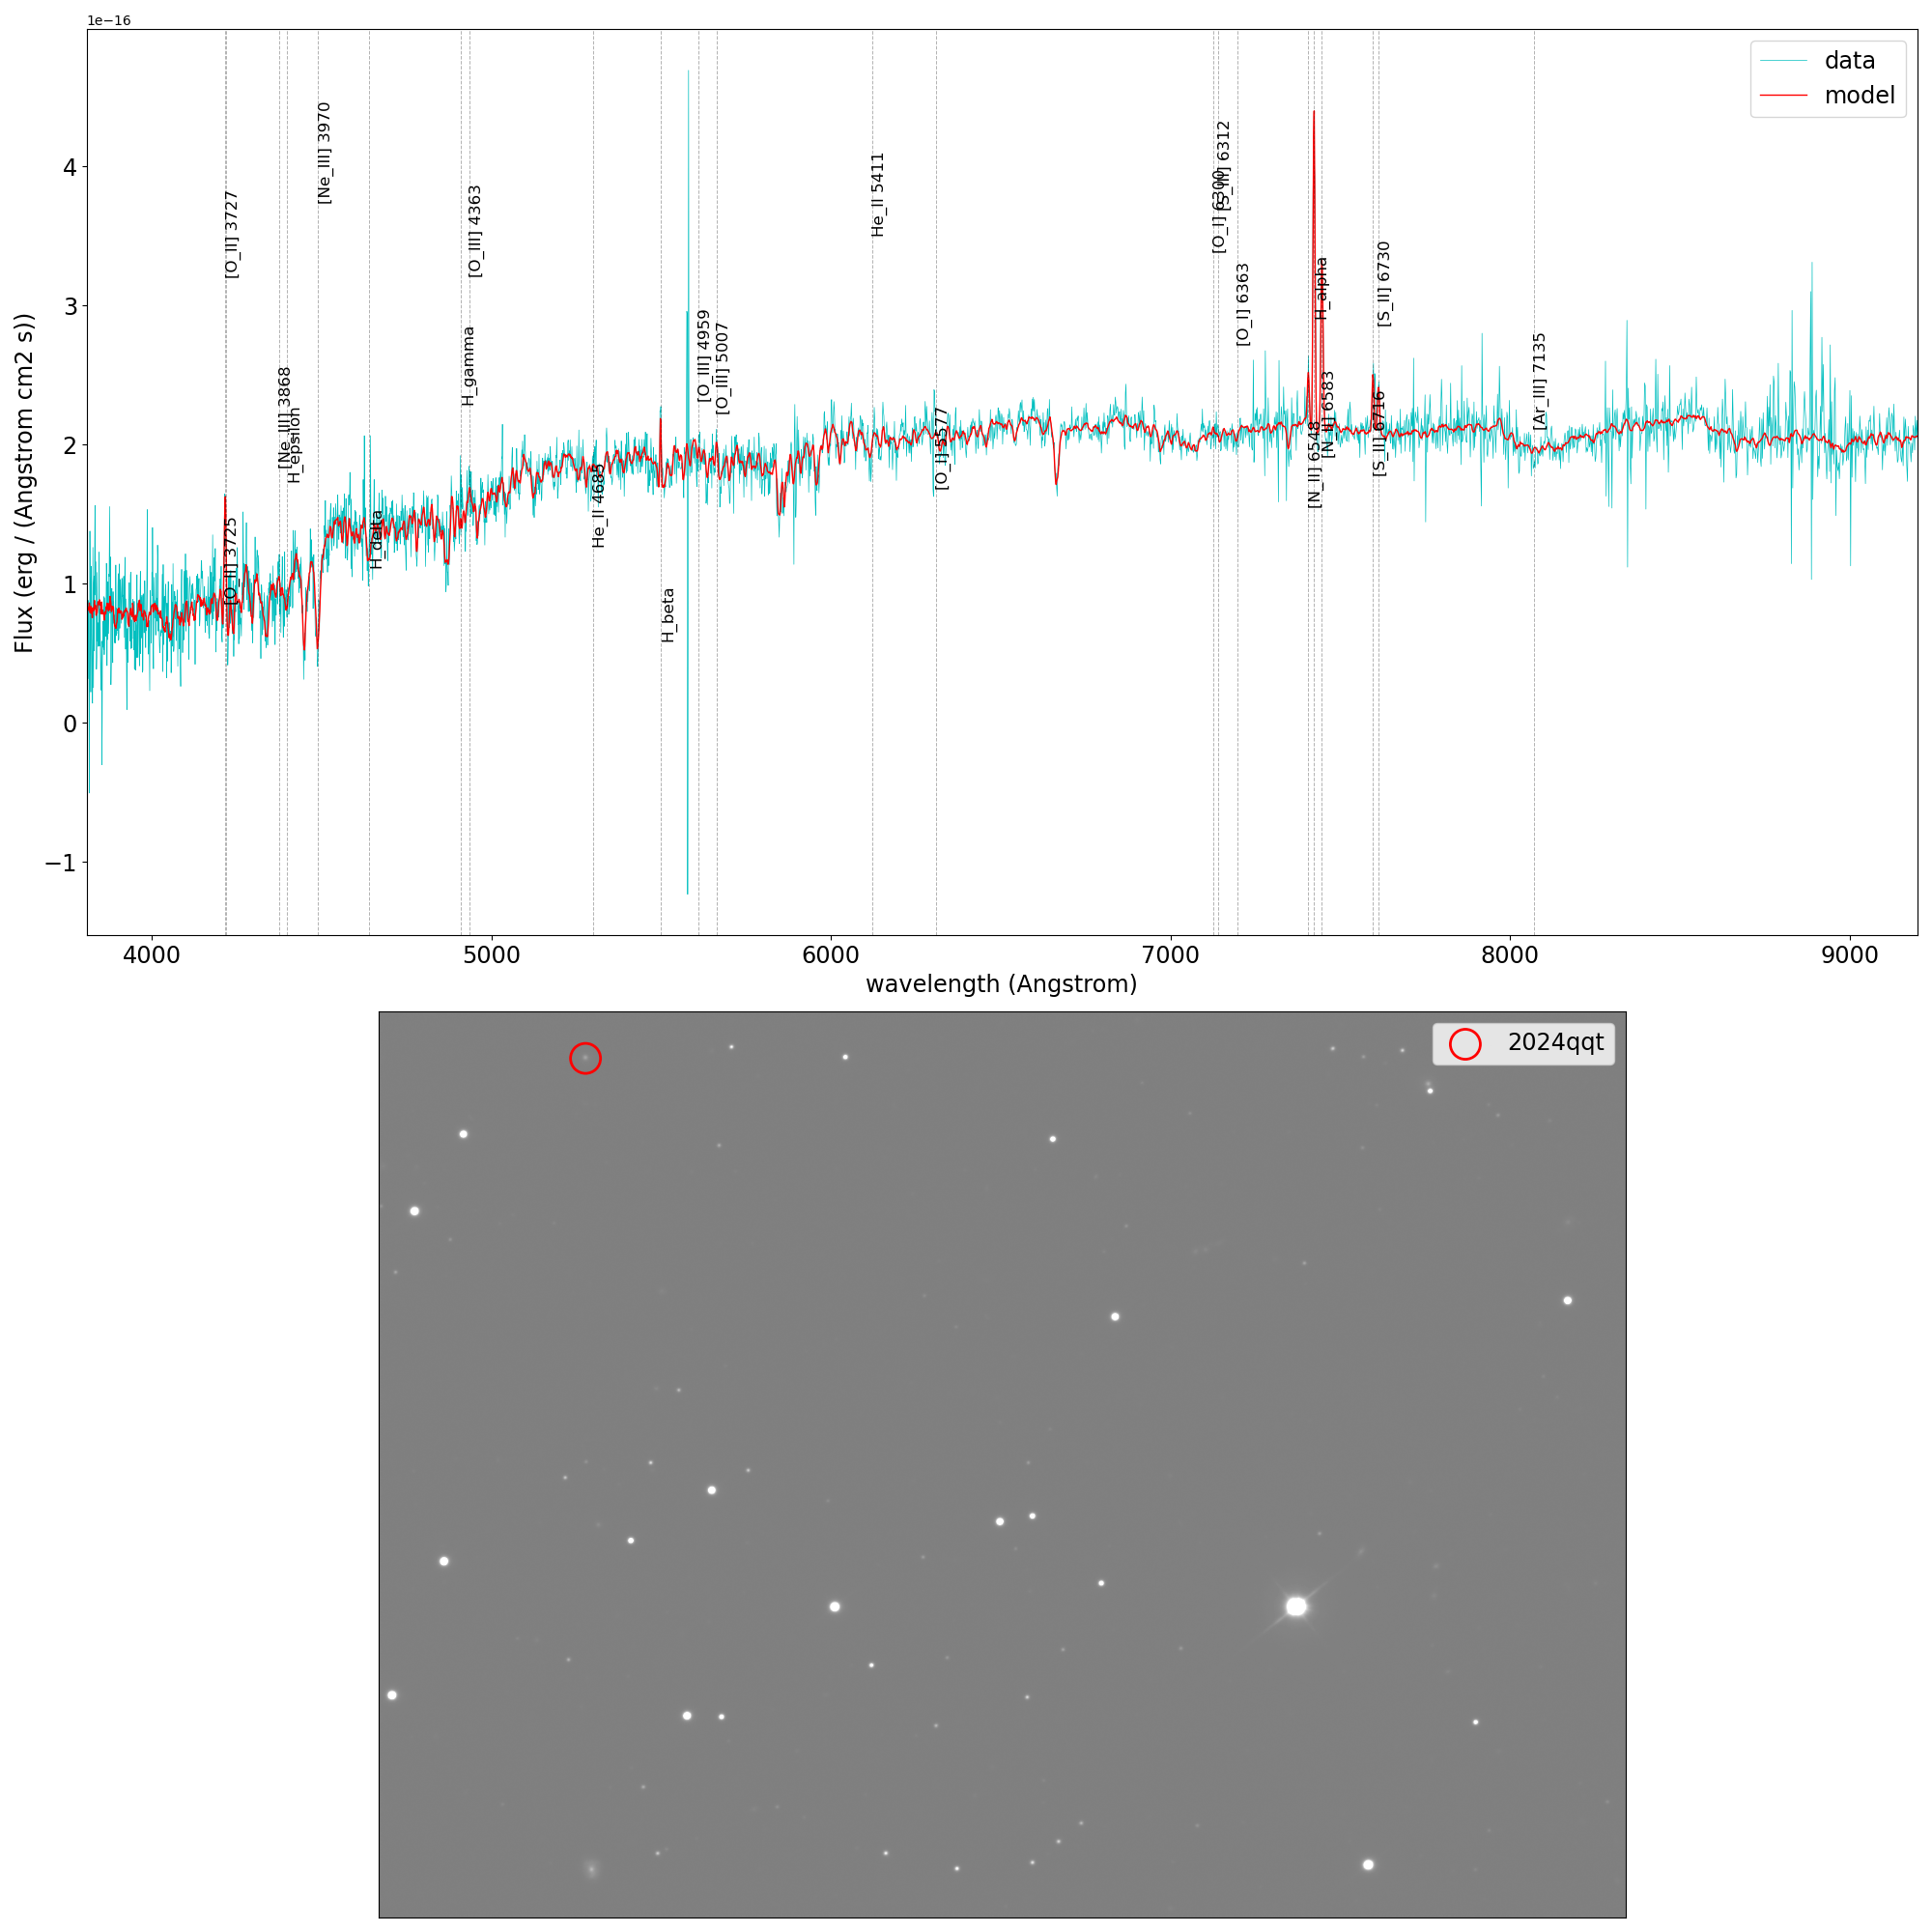 1e−16
data
model
[Ne_III] 3970
[S_III] 6312
[O_I] 6300
He_II 5411
[O_III] 4363
[O_II] 3727
[S_II] 6730
H_alpha
[O_I] 6363
[O_III] 4959
[O_III] 5007
H_gamma
[Ar_III] 7135
[Ne_III] 3868
H_epsilon
[N_II] 6583
[S_II] 6716
[O_I] 5577
[N_II] 6548
He_II 4685
H_delta
[O_II] 3725
H_beta
4
3
2
1
0
−1
Flux (erg / (Angstrom cm2 s))
4000 5000 6000 7000 8000 9000
wavelength (Angstrom)
2024qqt